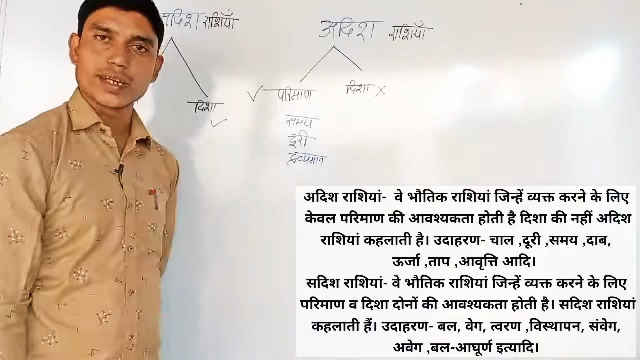 सदिश राशियाँ
अदिश राशियाँ
दिशा
✓
✓ परिमाण
दिशा ×
समय
दूरी
द्रव्यमान
अदिश राशियां- वे भौतिक राशियां जिन्हें व्यक्त करने के लिए
केवल परिमाण की आवश्यकता होती है दिशा की नहीं अदिश
राशियां कहलाती है। उदाहरण- चाल ,दूरी ,समय ,दाब,
ऊर्जा ,ताप ,आवृत्ति आदि।
सदिश राशियां- वे भौतिक राशियां जिन्हें व्यक्त करने के लिए
परिमाण व दिशा दोनों की आवश्यकता होती है। सदिश राशियां
कहलाती हैं। उदाहरण- बल, वेग, त्वरण ,विस्थापन, संवेग,
अवेग ,बल-आघूर्ण इत्यादि।